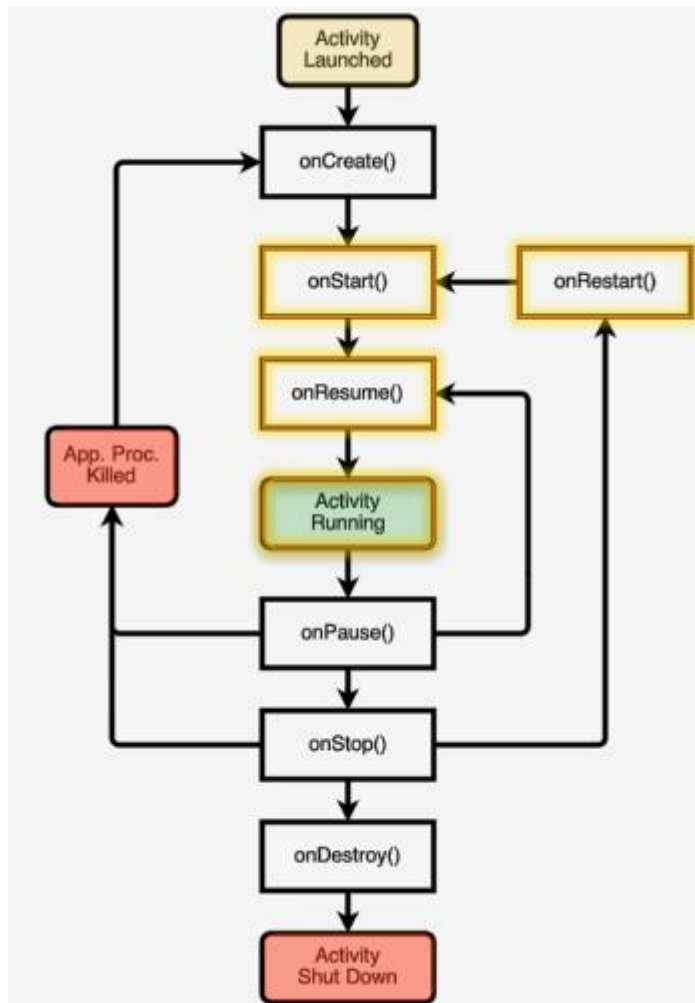 Activity
Launched
onCreate()
onStart()
onRestart()
onResume()
App. Proc.
Killed
Activity
Running
onPause()
onStop()
onDestroy()
Activity
Shut Down